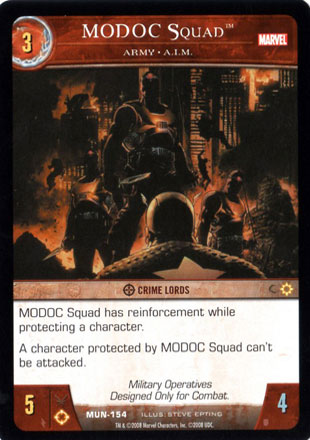 3
MODOC SQUAD™
ARMY • A.I.M.
MARVEL
CRIME LORDS
MODOC Squad has reinforcement while
protecting a character.
A character protected by MODOC Squad can't
be attacked.
Military Operatives
Designed Only for Combat.
5
4
MUN-154 ILLUS: STEVE EPTING
TM & ©2008 Marvel Characters, Inc. ©2008 UDC.